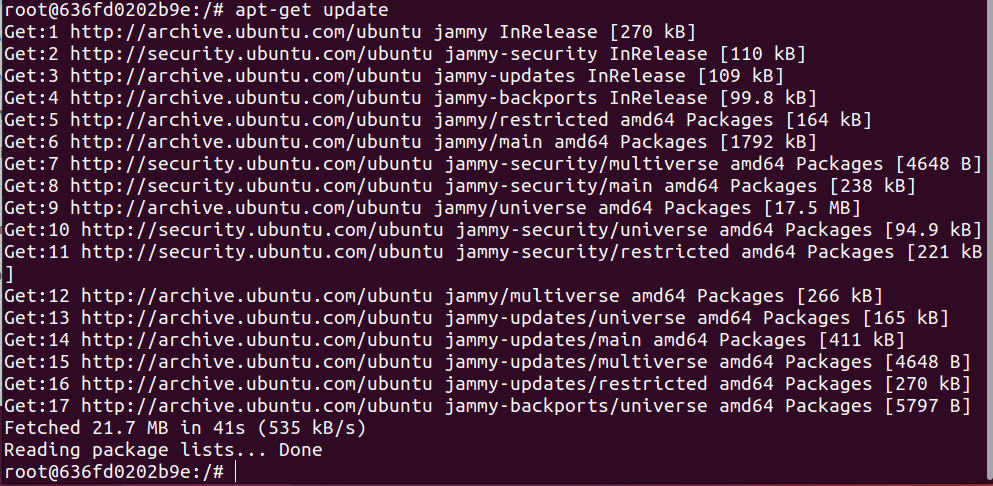 root@636fd0202b9e:/# apt-get update
Get:1 http://archive.ubuntu.com/ubuntu jammy InRelease [270 kB]
Get:2 http://security.ubuntu.com/ubuntu jammy-security InRelease [110 kB]
Get:3 http://archive.ubuntu.com/ubuntu jammy-updates InRelease [109 kB]
Get:4 http://archive.ubuntu.com/ubuntu jammy-backports InRelease [99.8 kB]
Get:5 http://archive.ubuntu.com/ubuntu jammy/restricted amd64 Packages [164 kB]
Get:6 http://archive.ubuntu.com/ubuntu jammy/main amd64 Packages [1792 kB]
Get:7 http://security.ubuntu.com/ubuntu jammy-security/multiverse amd64 Packages [4648 B]
Get:8 http://security.ubuntu.com/ubuntu jammy-security/main amd64 Packages [238 kB]
Get:9 http://archive.ubuntu.com/ubuntu jammy/universe amd64 Packages [17.5 MB]
Get:10 http://security.ubuntu.com/ubuntu jammy-security/universe amd64 Packages [94.9 kB]
Get:11 http://security.ubuntu.com/ubuntu jammy-security/restricted amd64 Packages [221 kB
]
Get:12 http://archive.ubuntu.com/ubuntu jammy/multiverse amd64 Packages [266 kB]
Get:13 http://archive.ubuntu.com/ubuntu jammy-updates/universe amd64 Packages [165 kB]
Get:14 http://archive.ubuntu.com/ubuntu jammy-updates/main amd64 Packages [411 kB]
Get:15 http://archive.ubuntu.com/ubuntu jammy-updates/multiverse amd64 Packages [4648 B]
Get:16 http://archive.ubuntu.com/ubuntu jammy-updates/restricted amd64 Packages [270 kB]
Get:17 http://archive.ubuntu.com/ubuntu jammy-backports/universe amd64 Packages [5797 B]
Fetched 21.7 MB in 41s (535 kB/s)
Reading package lists... Done
root@636fd0202b9e:/#